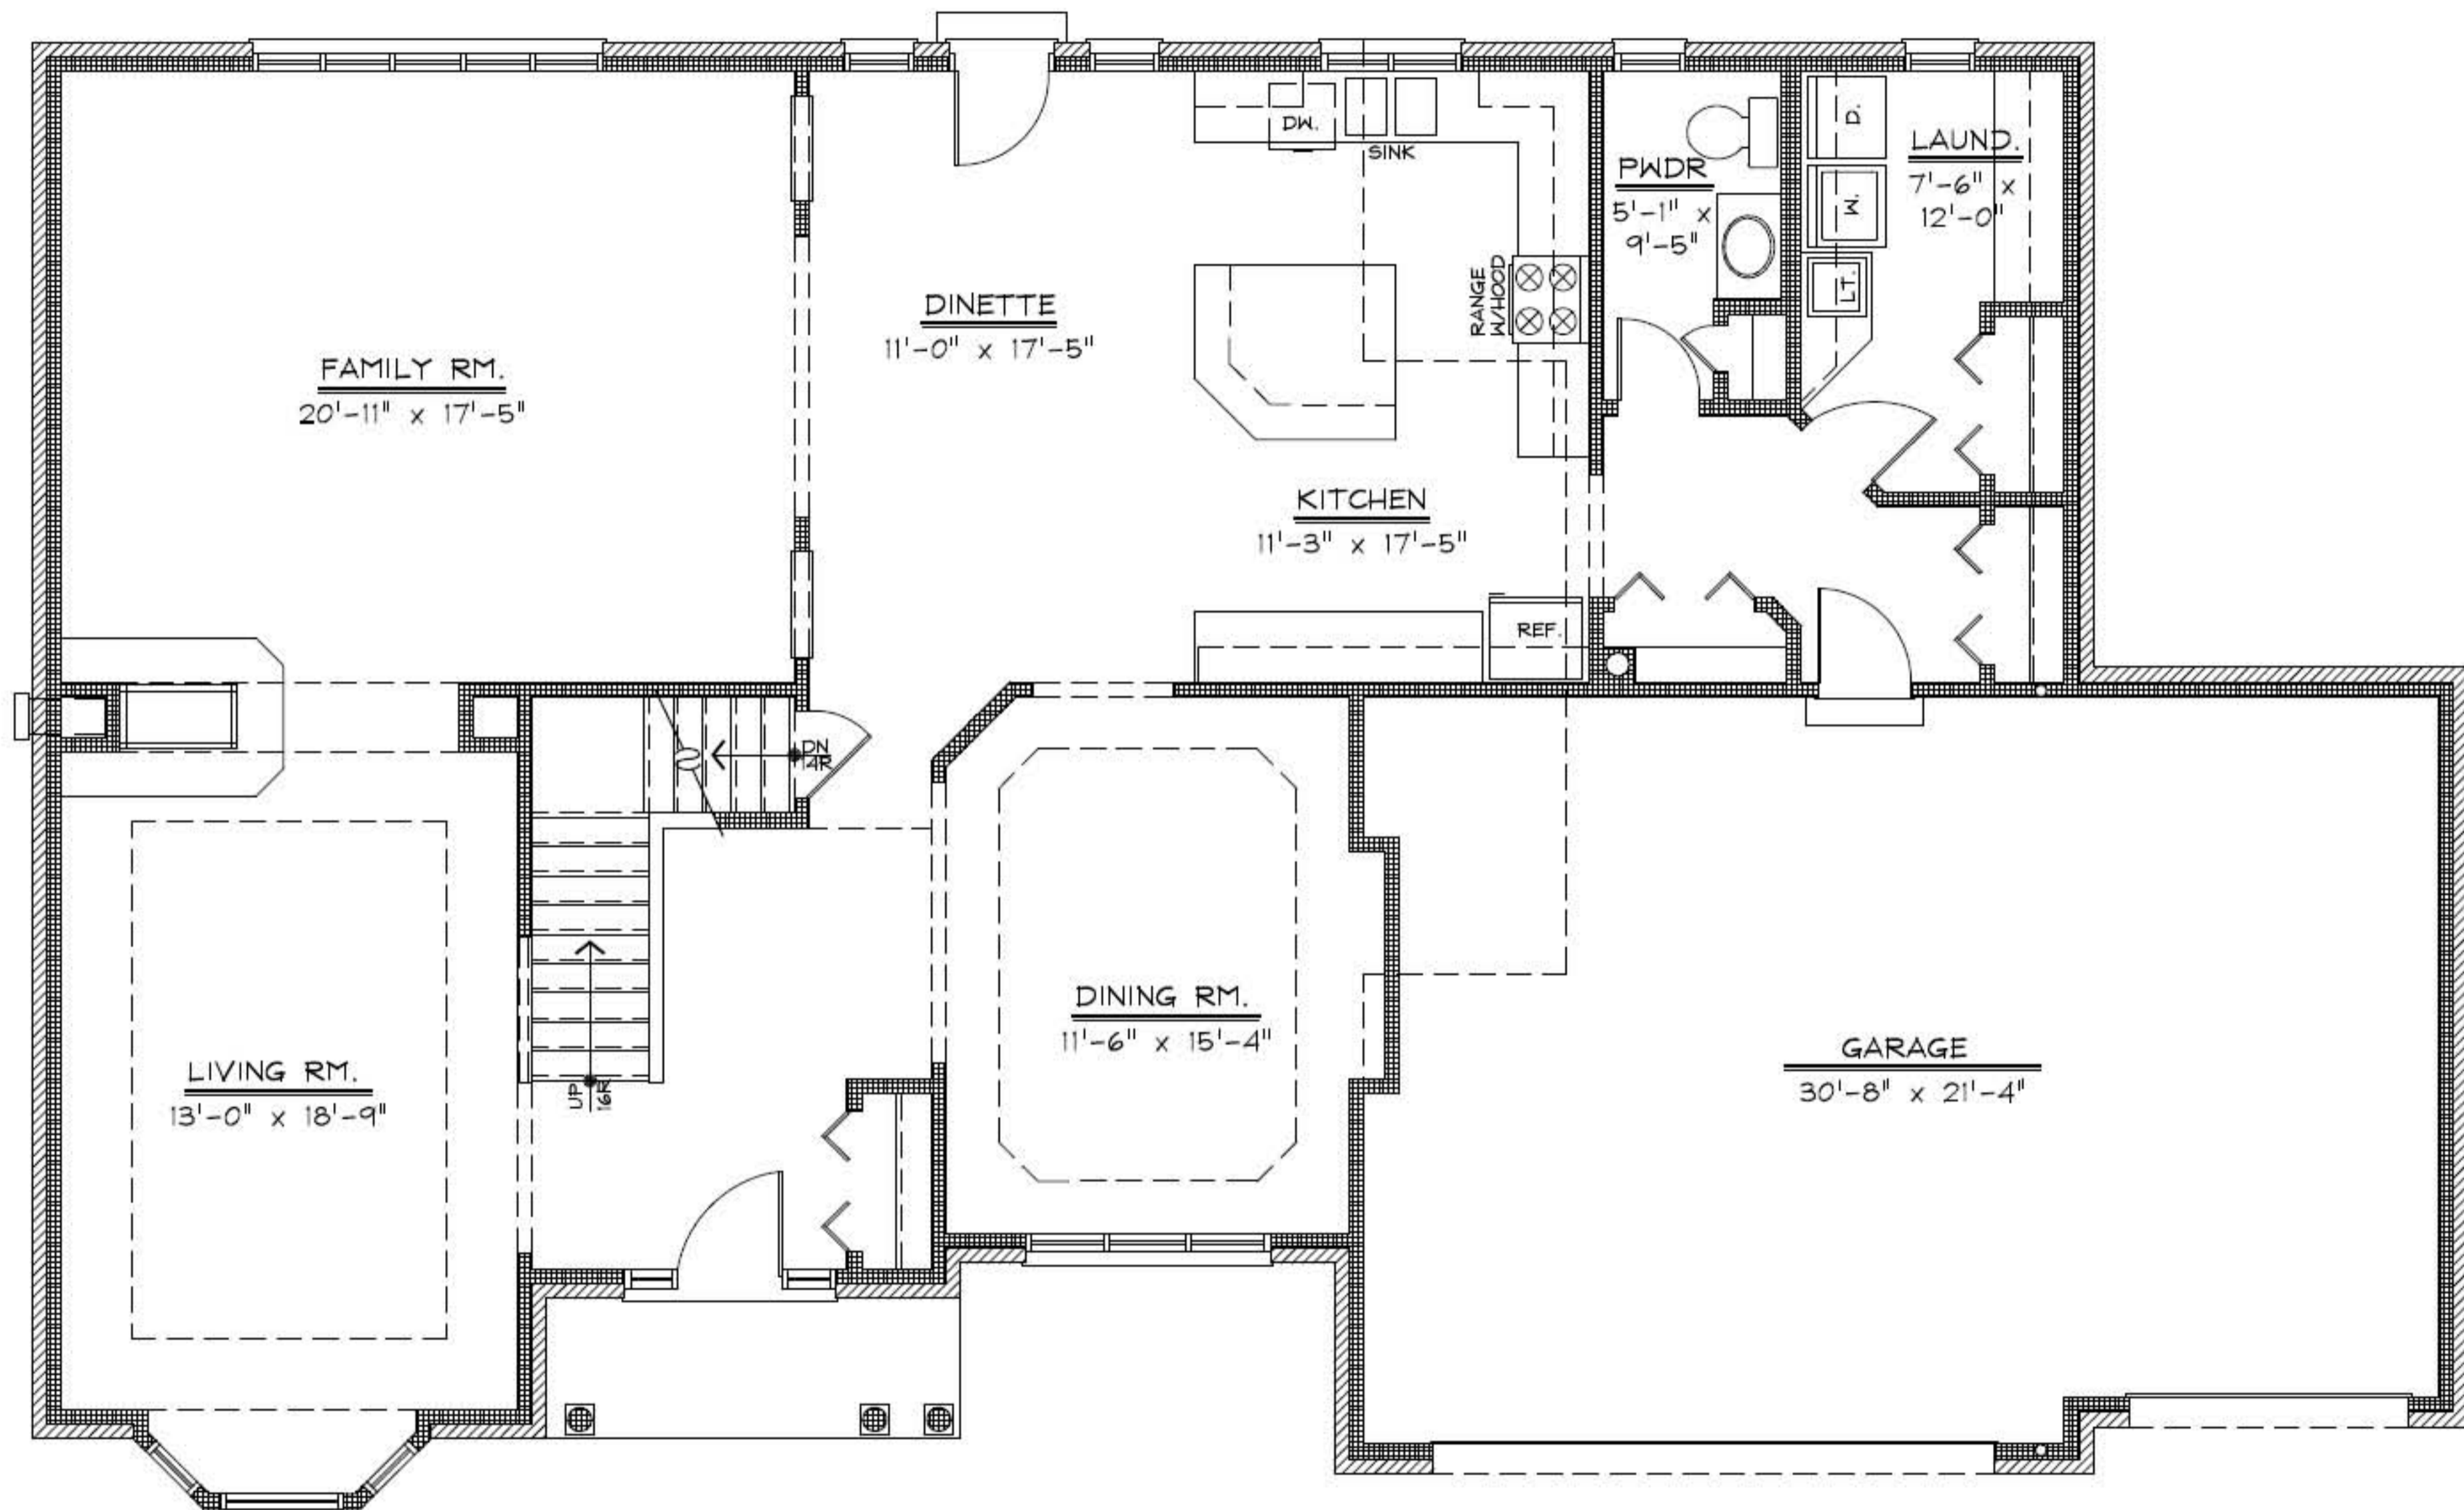 FAMILY RM.
20'-11" x 17'-5"
DINETTE
11'-0" x 17'-5"
DW.
SINK
RANGE
W/HOOD
KITCHEN
11'-3" x 17'-5"
REF.
PWDR
5'-1" x
9'-5"
D.
W.
LT.
LAUND.
7'-6" x
12'-0"
DN
14R
UP
16R
LIVING RM.
13'-0" x 18'-9"
DINING RM.
11'-6" x 15'-4"
GARAGE
30'-8" x 21'-4"